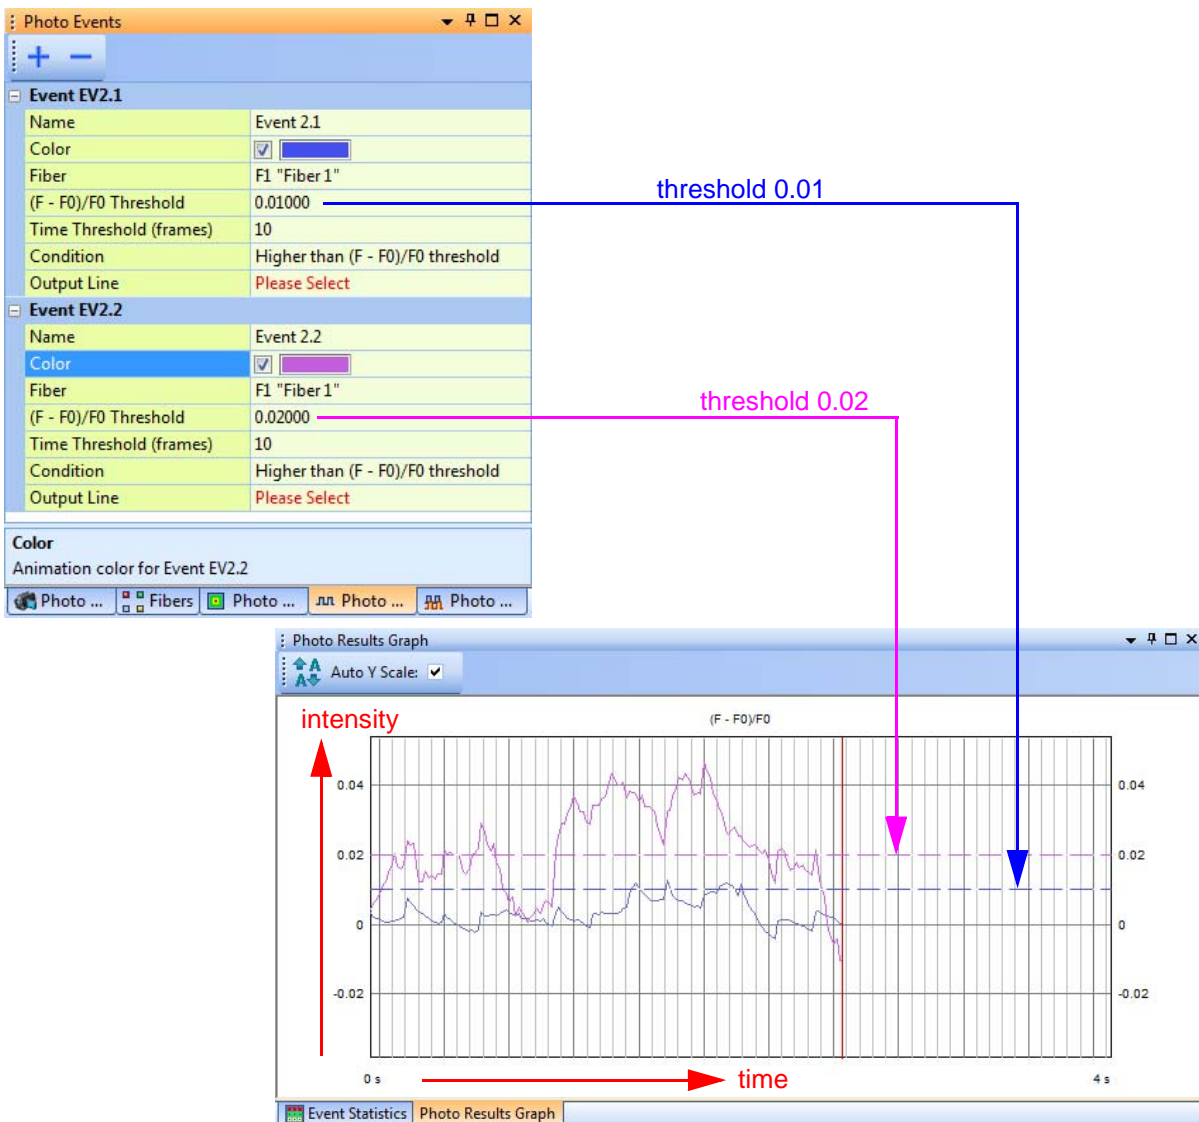 Photo Events
Event EV2.1
Name Event 2.1
Color
Fiber F1 "Fiber 1"
(F - F0)/F0 Threshold 0.01000
Time Threshold (frames) 10
Condition Higher than (F - F0)/F0 threshold
Output Line Please Select
Event EV2.2
Name Event 2.2
Color
Fiber F1 "Fiber 1"
(F - F0)/F0 Threshold 0.02000
Time Threshold (frames) 10
Condition Higher than (F - F0)/F0 threshold
Output Line Please Select
Color
Animation color for Event EV2.2
Photo ... Fibers Photo ... Photo ... Photo ...
threshold 0.01
threshold 0.02
Photo Results Graph
Auto Y Scale:
intensity
(F - F0)/F0
0.04 0.04
0.02 0.02
0 0
-0.02 -0.02
0 s 4 s
time
Event Statistics Photo Results Graph